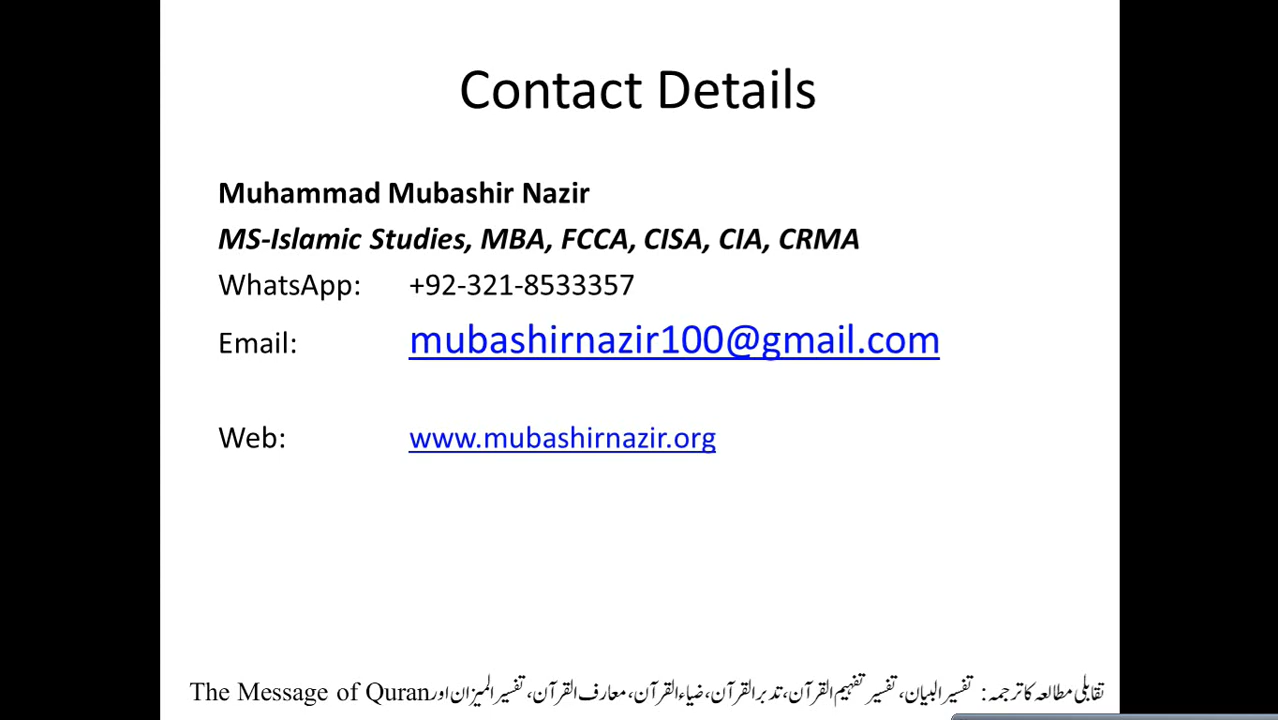 Contact Details
Muhammad Mubashir Nazir
MS-Islamic Studies, MBA, FCCA, CISA, CIA, CRMA
WhatsApp: +92-321-8533357
Email: mubashirnazir100@gmail.com
Web: www.mubashirnazir.org
تقابلی مطالعہ کا ترجمہ: تفسیر البیان، تفسیر تفہیم القرآن، تدبر القرآن، ضیاء القرآن، معارف القرآن، تفسیر المیزان اور The Message of Quran